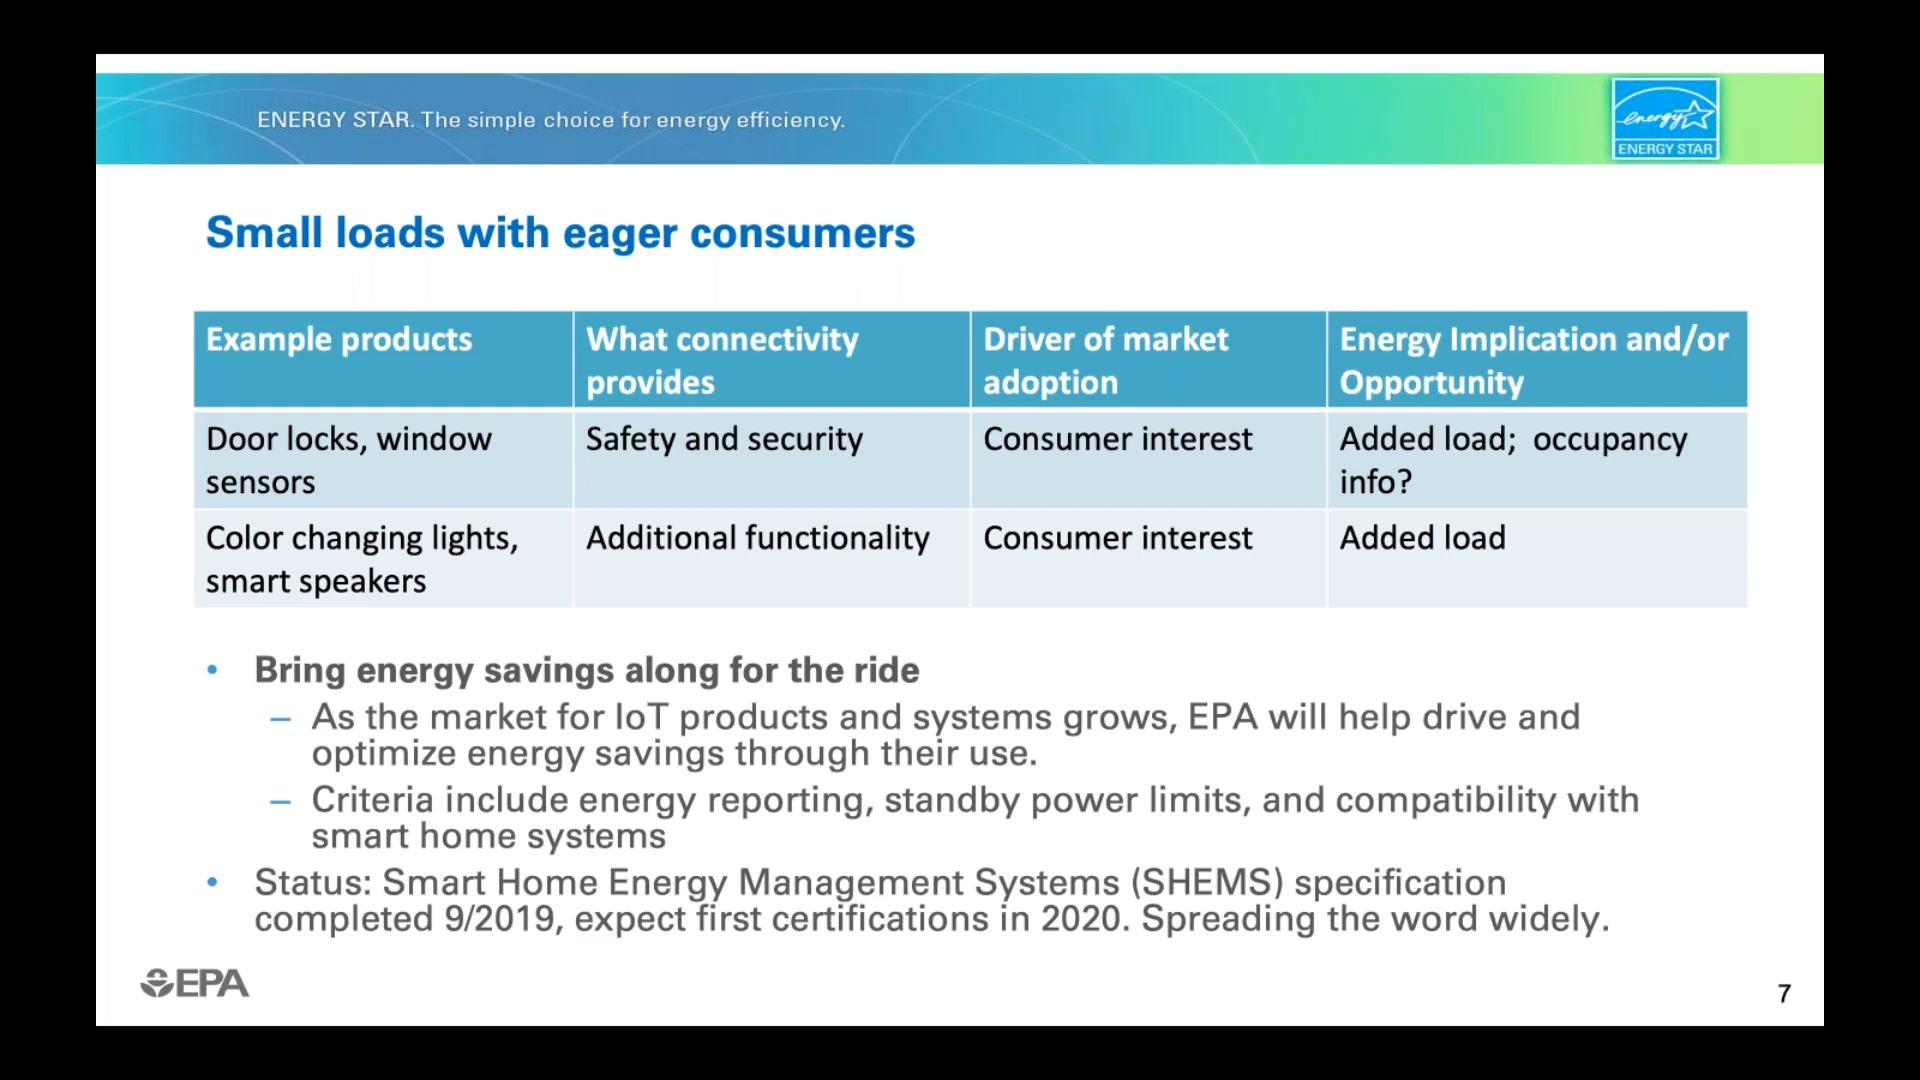 ENERGY STAR. The simple choice for energy efficiency.
energy
ENERGY STAR
Small loads with eager consumers
Example products
What connectivity
provides
Driver of market
adoption
Energy Implication and/or
Opportunity
Door locks, window
sensors
Safety and security
Consumer interest
Added load;  occupancy
info?
Color changing lights,
smart speakers
Additional functionality
Consumer interest
Added load
• Bring energy savings along for the ride
– As the market for IoT products and systems grows, EPA will help drive and
optimize energy savings through their use.
– Criteria include energy reporting, standby power limits, and compatibility with
smart home systems
• Status: Smart Home Energy Management Systems (SHEMS) specification
completed 9/2019, expect first certifications in 2020. Spreading the word widely.
EPA
7